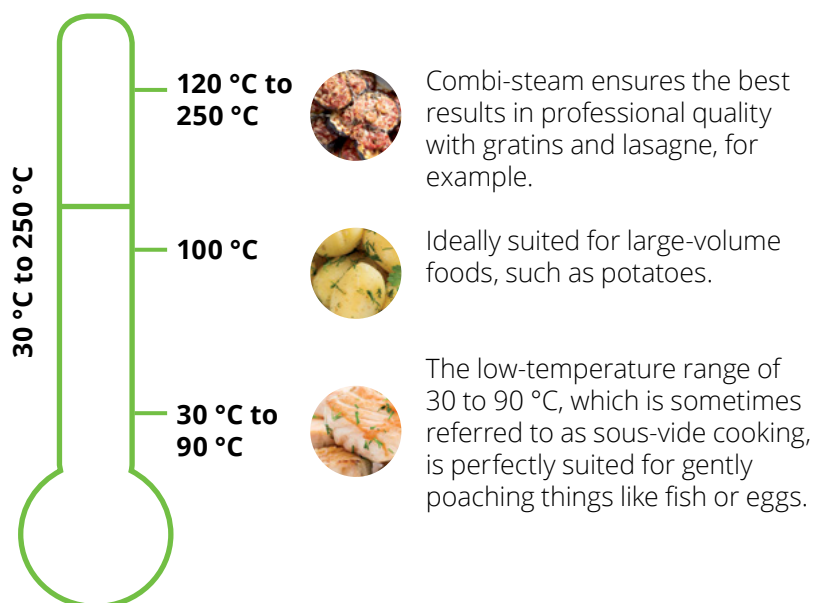 30 °C to 250 °C
120 °C to
250 °C
Combi-steam ensures the best
results in professional quality
with gratins and lasagne, for
example.
100 °C
Ideally suited for large-volume
foods, such as potatoes.
30 °C to
90 °C
The low-temperature range of
30 to 90 °C, which is sometimes
referred to as sous-vide cooking,
is perfectly suited for gently
poaching things like fish or eggs.